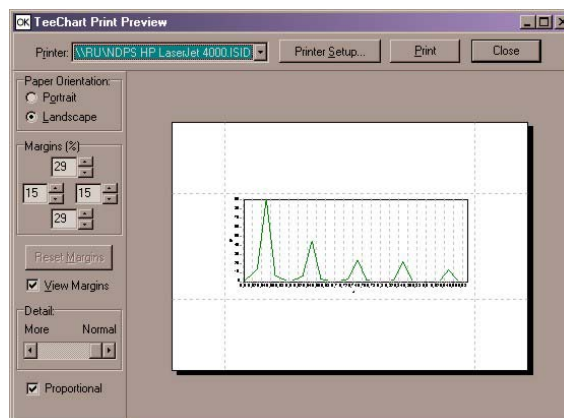 OK TeeChart Print Preview
Printer: \\RU\NDPS HP LaserJet 4000.ISID Printer Setup... Print Close
Paper Orientation:
Portrait
Landscape
Margins (%)
29
15 15
29
Reset Margins
View Margins
Detail:
More Normal
Proportional